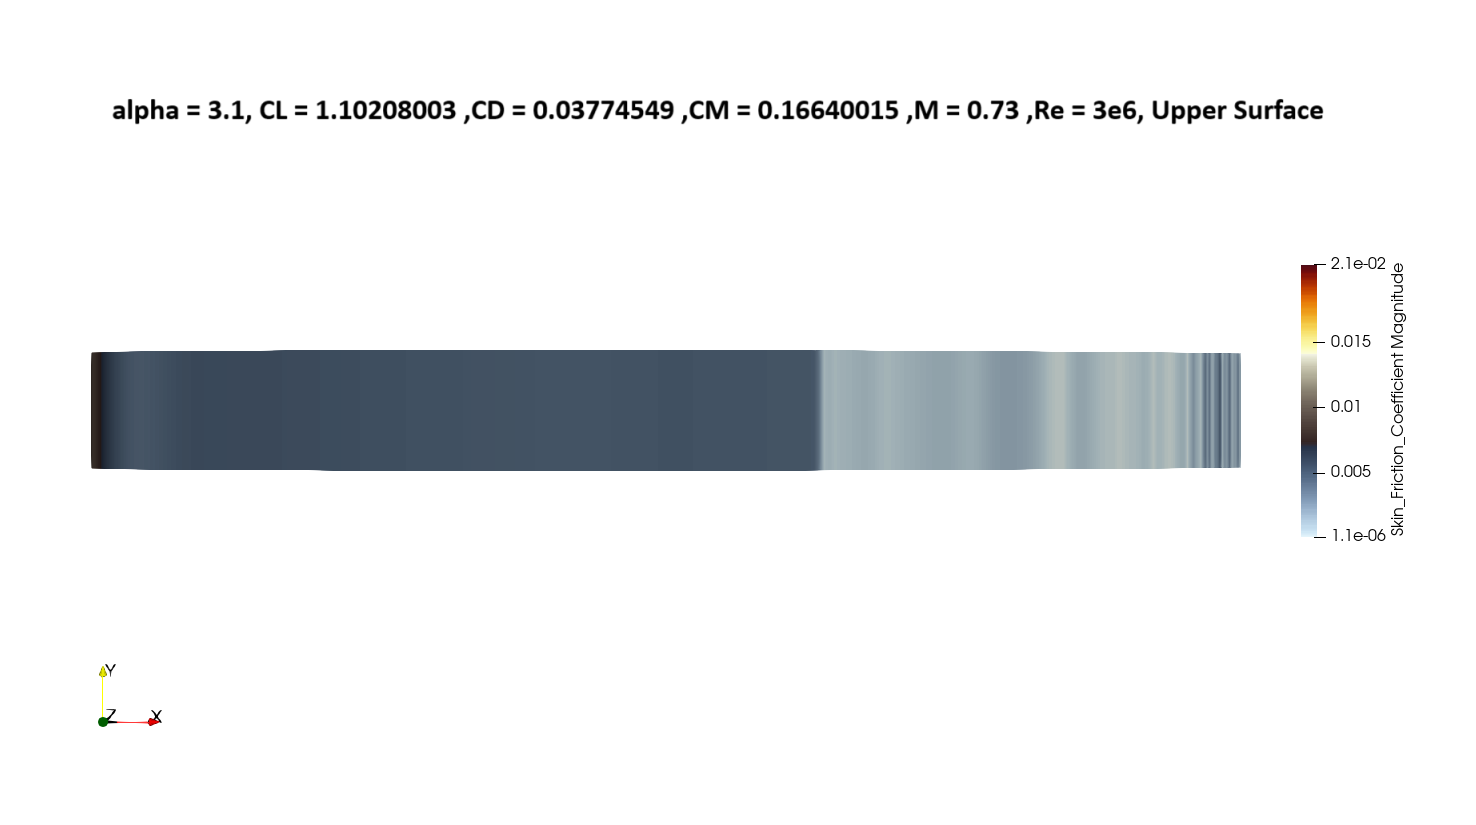 alpha = 3.1, CL = 1.10208003 ,CD = 0.03774549 ,CM = 0.16640015 ,M = 0.73 ,Re = 3e6, Upper Surface
2.1e-02
0.015
0.01
0.005
1.1e-06
Skin_Friction_Coefficient Magnitude
Y
Z
X